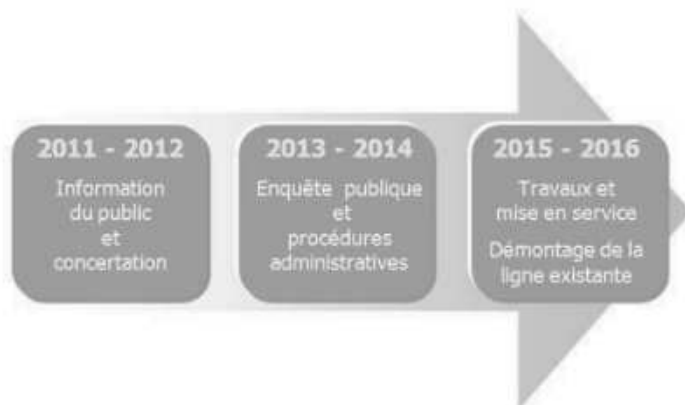 2011 - 2012
Information
du public
et
concertation
2013 - 2014
Enquête publique
et
procédures
administratives
2015 - 2016
Travaux et
mise en service
Démontage de la
ligne existante